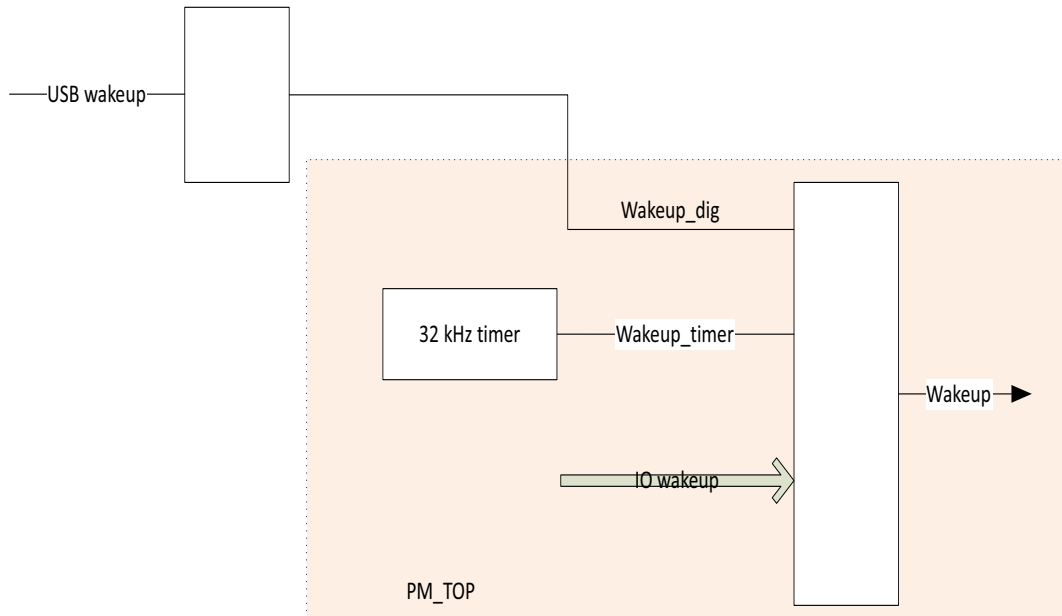 USB wakeup
Wakeup_dig
32 kHz timer
Wakeup_timer
Wakeup
IO wakeup
PM_TOP